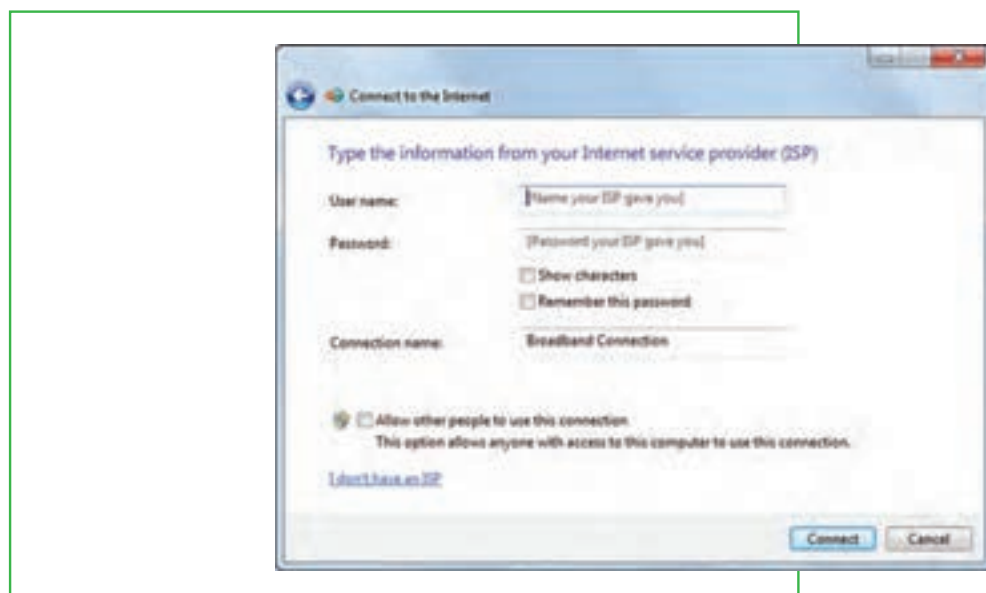 Connect to the Internet
Type the information from your Internet service provider (ISP)
User name: [Name your ISP gave you]
Password: [Password your ISP gave you]
Show characters
Remember this password
Connection name: Broadband Connection
Allow other people to use this connection
This option allows anyone with access to this computer to use this connection.
I don't have an ISP
Connect Cancel